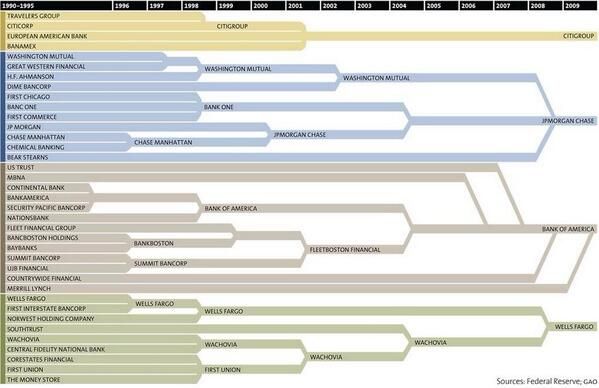 1990–1995 1996 1997 1998 1999 2000 2001 2002 2003 2004 2005 2006 2007 2008 2009
TRAVELERS GROUP
CITICORP CITIGROUP
EUROPEAN AMERICAN BANK CITIGROUP
BANAMEX
WASHINGTON MUTUAL
GREAT WESTERN FINANCIAL WASHINGTON MUTUAL
H.F. AHMANSON WASHINGTON MUTUAL
DIME BANCORP
FIRST CHICAGO
BANC ONE BANK ONE
FIRST COMMERCE JPMORGAN CHASE
JP MORGAN
CHASE MANHATTAN CHASE MANHATTAN JPMORGAN CHASE
CHEMICAL BANKING
BEAR STEARNS
US TRUST
MBNA
CONTINENTAL BANK
BANKAMERICA
SECURITY PACIFIC BANCORP BANK OF AMERICA
NATIONSBANK
FLEET FINANCIAL GROUP BANK OF AMERICA
BANCBOSTON HOLDINGS BANKBOSTON
BAYBANKS FLEETBOSTON FINANCIAL
SUMMIT BANCORP SUMMIT BANCORP
UJB FINANCIAL
COUNTRYWIDE FINANCIAL
MERRILL LYNCH
WELLS FARGO WELLS FARGO
FIRST INTERSTATE BANCORP WELLS FARGO
NORWEST HOLDING COMPANY
SOUTHTRUST WELLS FARGO
WACHOVIA WACHOVIA WACHOVIA
CENTRAL FIDELITY NATIONAL BANK
CORESTATES FINANCIAL WACHOVIA
FIRST UNION FIRST UNION
THE MONEY STORE
Sources: Federal Reserve; GAO